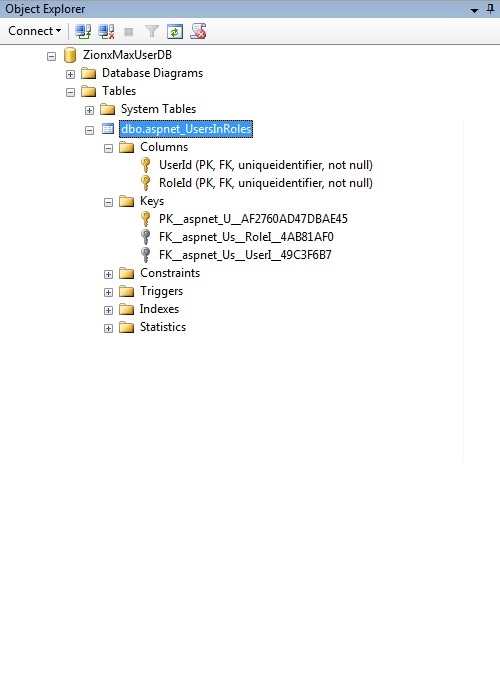 Object Explorer
Connect
ZionxMaxUserDB
Database Diagrams
Tables
System Tables
dbo.aspnet_UsersInRoles
Columns
UserId (PK, FK, uniqueidentifier, not null)
RoleId (PK, FK, uniqueidentifier, not null)
Keys
PK__aspnet_U__AF2760AD47DBAE45
FK__aspnet_Us__RoleI__4AB81AF0
FK__aspnet_Us__UserI__49C3F6B7
Constraints
Triggers
Indexes
Statistics